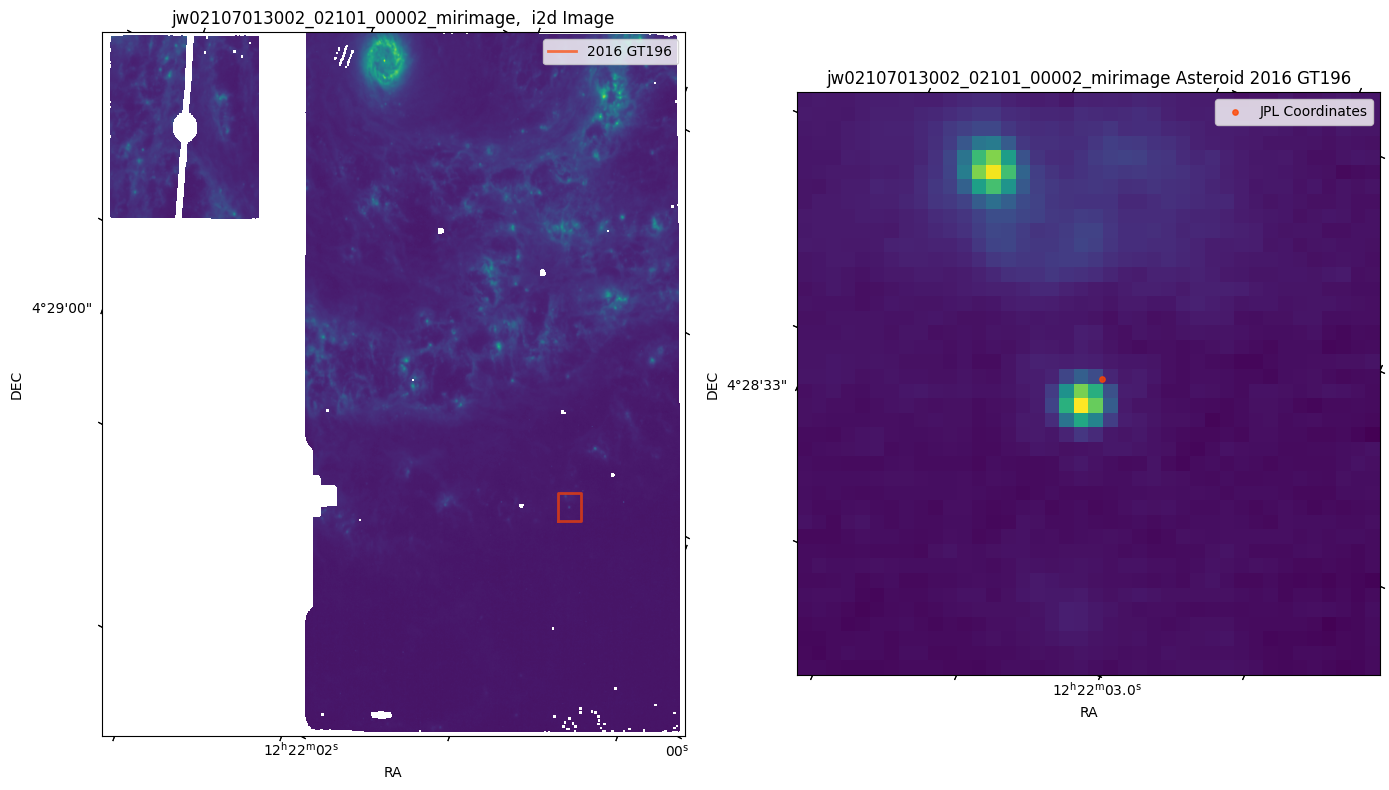 jw02107013002_02101_00002_mirimage,  i2d Image
2016 GT196
4°29'00"
DEC
12ʰ22ᵐ02ˢ
00ˢ
RA
jw02107013002_02101_00002_mirimage Asteroid 2016 GT196
JPL Coordinates
4°28'33"
DEC
12ʰ22ᵐ03.0ˢ
RA